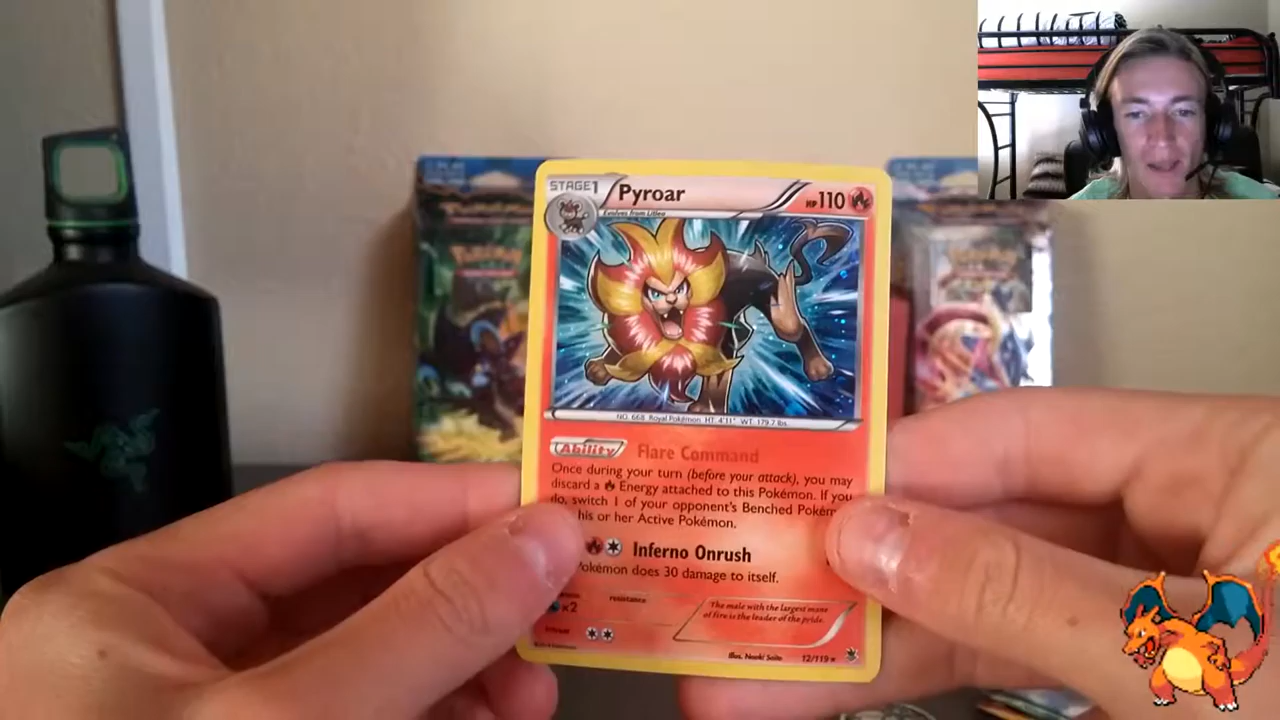 STAGE1
Pyroar
HP110
Evolves from Litleo
NO. 668 Royal Pokémon HT: 4'11" WT: 179.7 lbs.
Ability Flare Command
Once during your turn (before your attack), you may
discard a Energy attached to this Pokémon. If you
do, switch 1 of your opponent's Benched
his or her Active Pokémon.
Inferno Onrush
Pokémon does 30 damage to itself.
×2
resistance
The male with the largest mane
of fire is the leader of the pride.
Illus. Naoki Saito
12/119
Pokémon
Pokémon